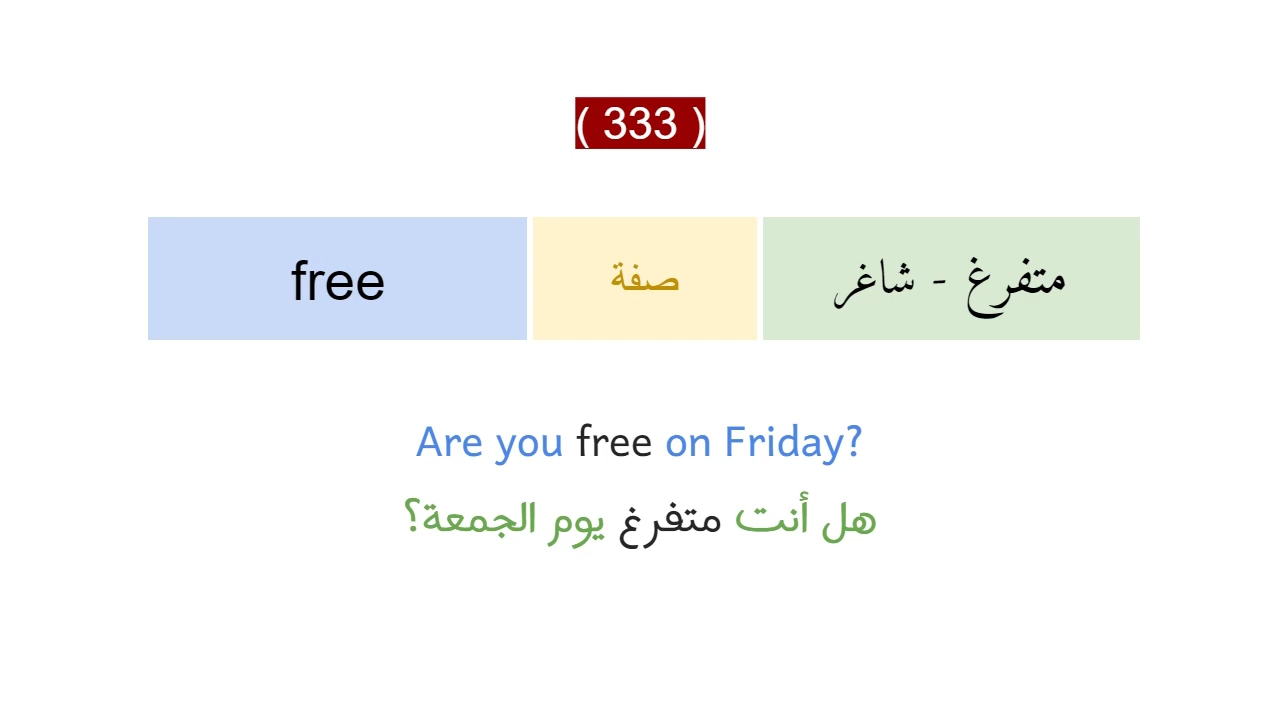 ( 333 )
free صفة متفرغ - شاغر
Are you free on Friday?
هل أنت متفرغ يوم الجمعة؟